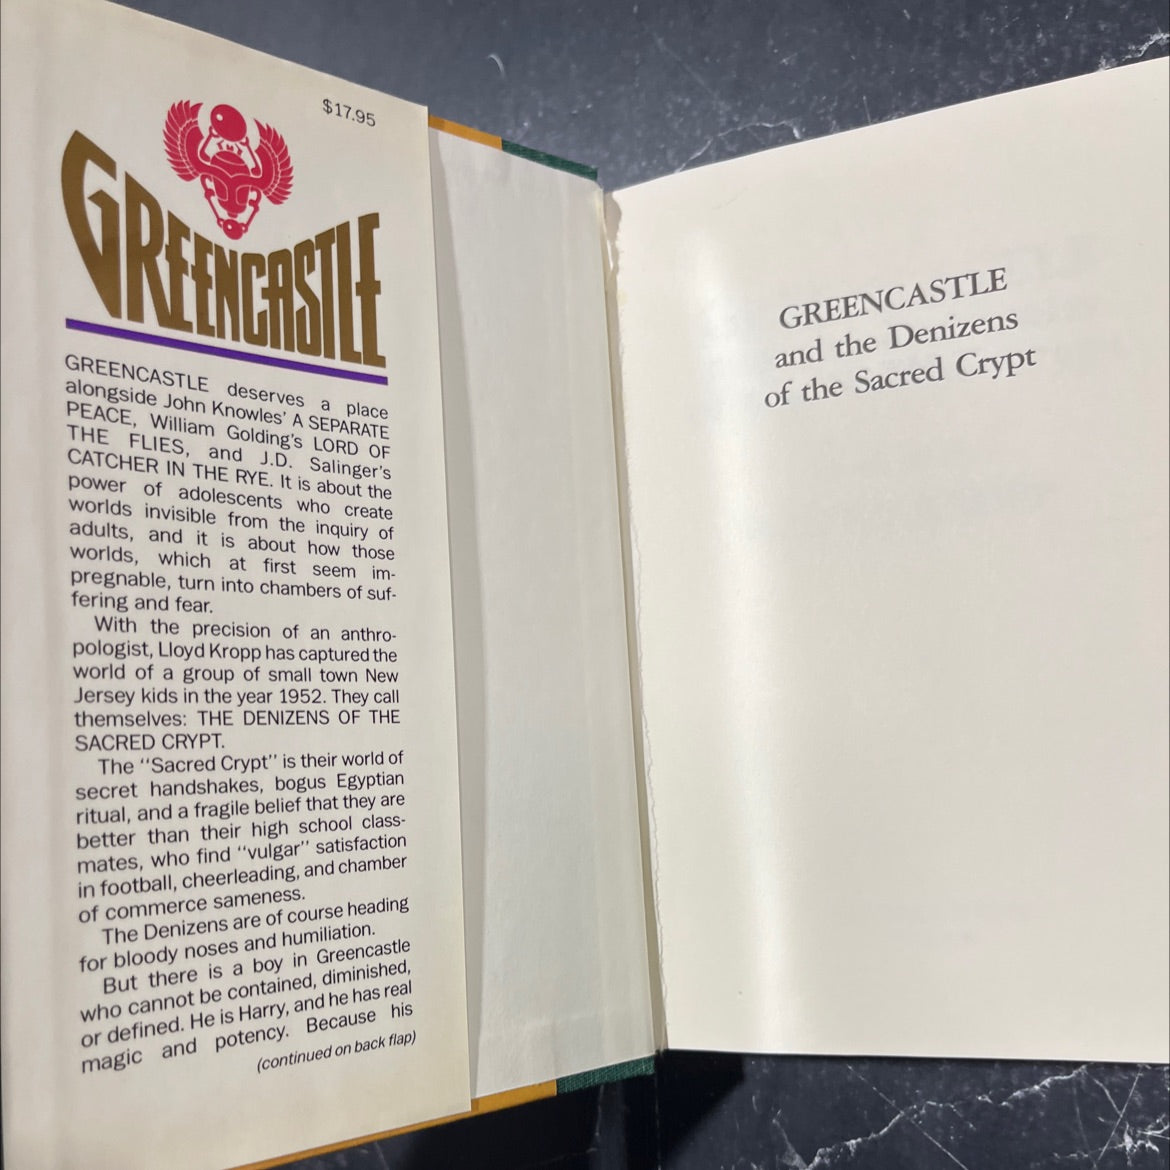 $17.95
GREENCASTLE
GREENCASTLE deserves a place
alongside John Knowles' A SEPARATE
PEACE, William Golding's LORD OF
THE FLIES, and J.D. Salinger's
CATCHER IN THE RYE. It is about the
power of adolescents who create
worlds invisible from the inquiry of
adults, and it is about how those
worlds, which at first seem im-
pregnable, turn into chambers of suf-
fering and fear.
With the precision of an anthro-
pologist, Lloyd Kropp has captured the
world of a group of small town New
Jersey kids in the year 1952. They call
themselves: THE DENIZENS OF THE
SACRED CRYPT.
The "Sacred Crypt" is their world of
secret handshakes, bogus Egyptian
ritual, and a fragile belief that they are
better than their high school class-
mates, who find "vulgar" satisfaction
in football, cheerleading, and chamber
of commerce sameness.
The Denizens are of course heading
for bloody noses and humiliation.
But there is a boy in Greencastle
who cannot be contained, diminished,
or defined. He is Harry, and he has real
magic and potency. Because his
(continued on back flap)
GREENCASTLE
and the Denizens
of the Sacred Crypt